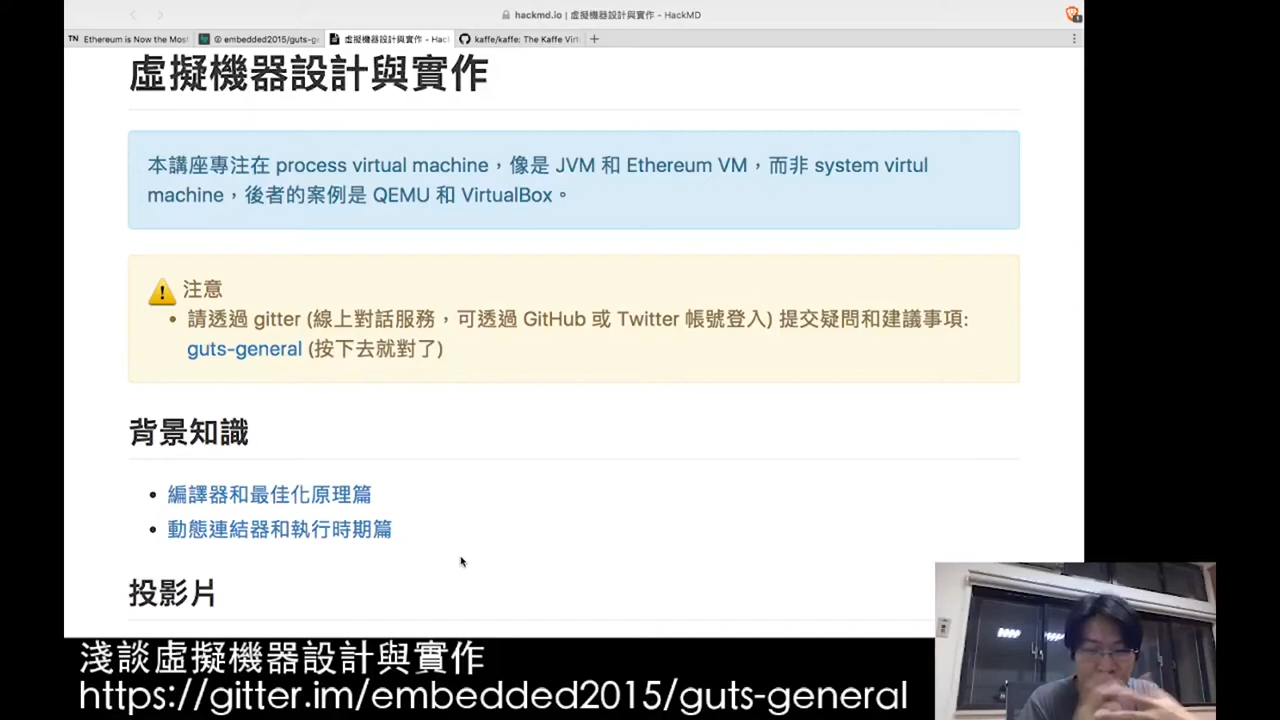 hackmd.io | 虛擬機器設計與實作 - HackMD
TN Ethereum is Now the Most
embedded2015/guts-g
虛擬機器設計與實作 - Hac
kaffe/kaffe: The Kaffe Virt
虛擬機器設計與實作
本講座專注在 process virtual machine，像是 JVM 和 Ethereum VM，而非 system virtul
machine，後者的案例是 QEMU 和 VirtualBox。
注意
請透過 gitter (線上對話服務，可透過 GitHub 或 Twitter 帳號登入) 提交疑問和建議事項:
guts-general (按下去就對了)
背景知識
編譯器和最佳化原理篇
動態連結器和執行時期篇
投影片
淺談虛擬機器設計與實作
https://gitter.im/embedded2015/guts-general